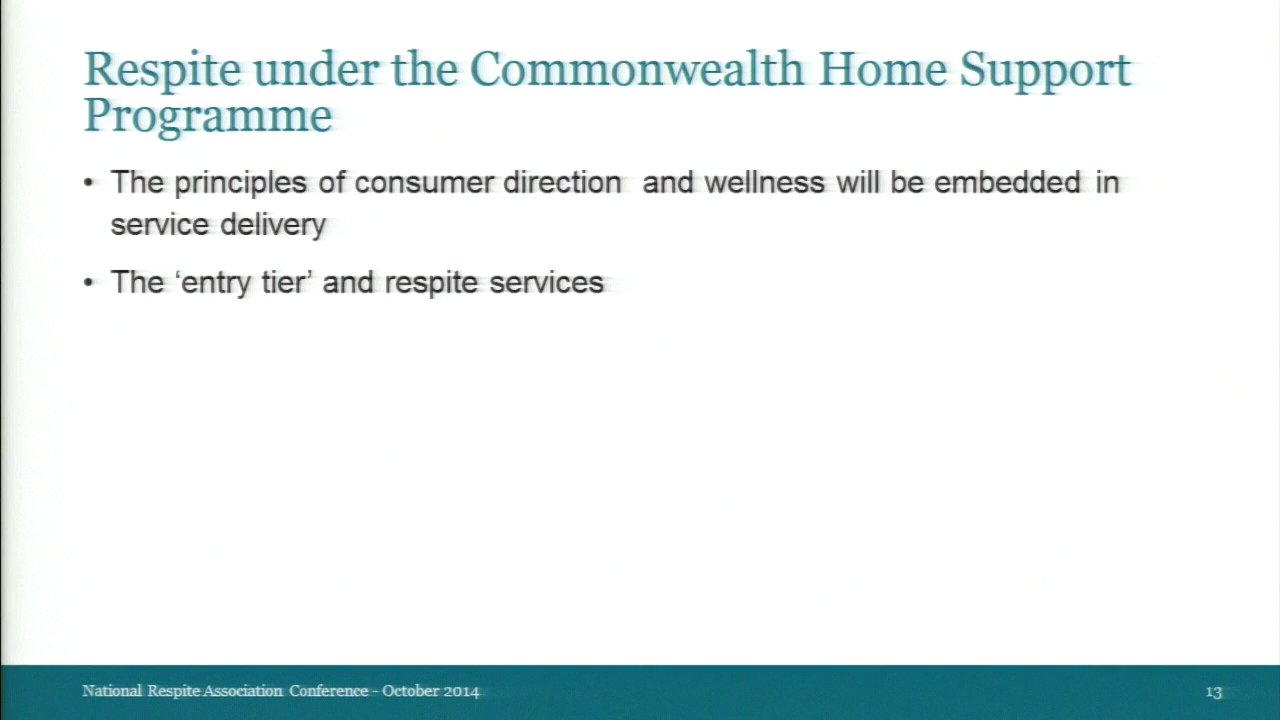 Respite under the Commonwealth Home Support
Programme
• The principles of consumer direction  and wellness will be embedded in
service delivery
• The ‘entry tier’ and respite services
National Respite Association Conference - October 2014
13